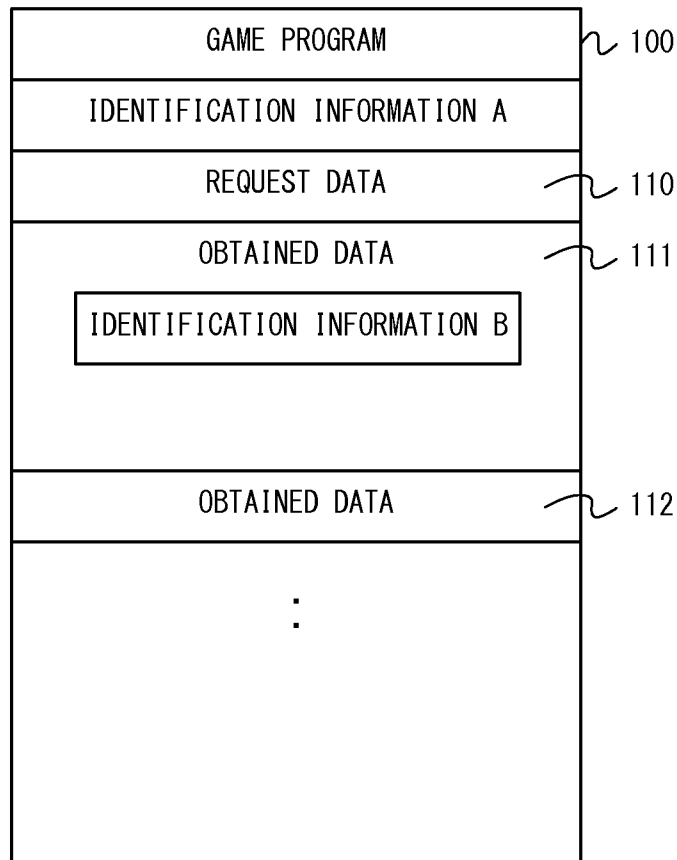 GAME PROGRAM 100
IDENTIFICATION INFORMATION A
REQUEST DATA 110
OBTAINED DATA 111
IDENTIFICATION INFORMATION B
OBTAINED DATA 112
: